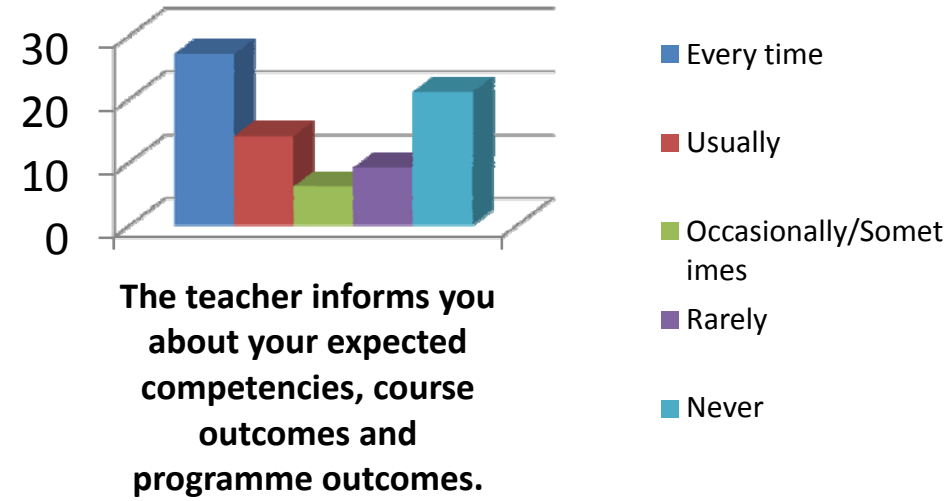 30
20
10
0
The teacher informs you
about your expected
competencies, course
outcomes and
programme outcomes.
Every time
Usually
Occasionally/Somet
imes
Rarely
Never